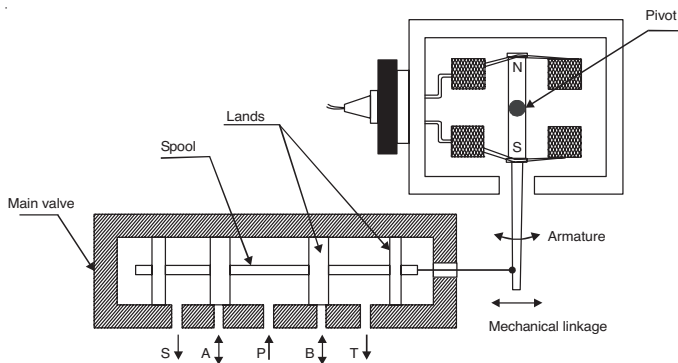 Pivot
N
Lands
S
Spool
Main valve
Armature
Mechanical linkage
S A P B T